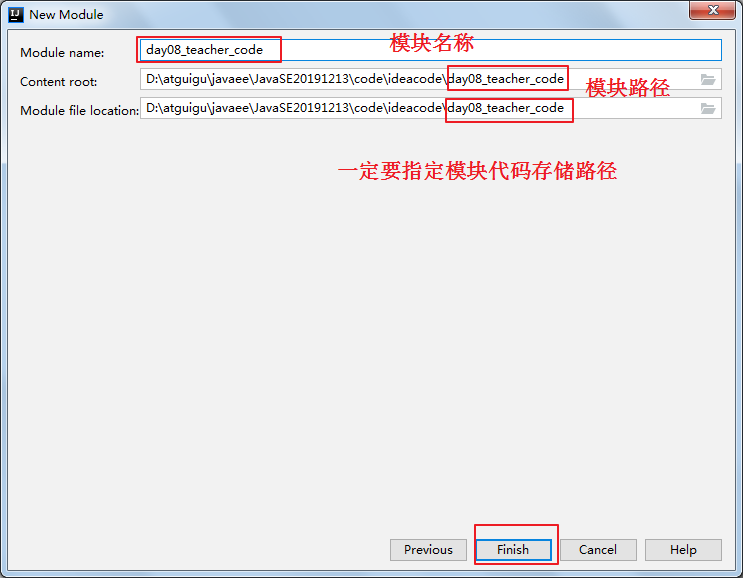 New Module
Module name: day08_teacher_code 模块名称
Content root: D:\atguigu\javaee\JavaSE20191213\code\ideacode\day08_teacher_code 模块路径
Module file location: D:\atguigu\javaee\JavaSE20191213\code\ideacode\day08_teacher_code
一定要指定模块代码存储路径
Previous Finish Cancel Help